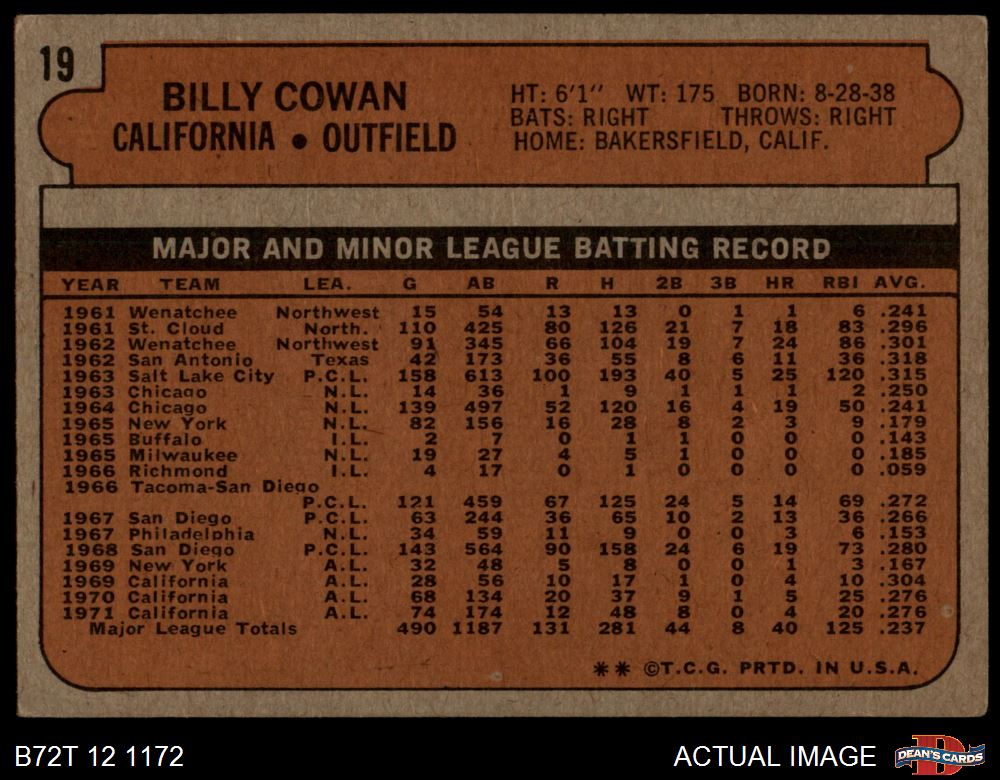 19
BILLY COWAN
CALIFORNIA • OUTFIELD
HT: 6'1" WT: 175 BORN: 8-28-38
BATS: RIGHT THROWS: RIGHT
HOME: BAKERSFIELD, CALIF.
MAJOR AND MINOR LEAGUE BATTING RECORD
YEAR TEAM LEA. G AB R H 2B 3B HR RBI AVG.
1961 Wenatchee Northwest 15 54 13 13 0 1 1 6 .241
1961 St. Cloud North. 110 425 80 126 21 7 18 83 .296
1962 Wenatchee Northwest 91 345 66 104 19 7 24 86 .301
1962 San Antonio Texas 42 173 36 55 8 6 11 36 .318
1963 Salt Lake City P.C.L. 158 613 100 193 40 5 25 120 .315
1963 Chicago N.L. 14 36 1 9 1 1 1 2 .250
1964 Chicago N.L. 139 497 52 120 16 4 19 50 .241
1965 New York N.L. 82 156 16 28 8 2 3 9 .179
1965 Buffalo I.L. 2 7 0 1 1 0 0 0 .143
1965 Milwaukee N.L. 19 27 4 5 1 0 0 0 .185
1966 Richmond I.L. 4 17 0 1 0 0 0 0 .059
1966 Tacoma-San Diego
P.C.L. 121 459 67 125 24 5 14 69 .272
1967 San Diego P.C.L. 63 244 36 65 10 2 13 36 .266
1967 Philadelphia N.L. 34 59 11 9 0 0 3 6 .153
1968 San Diego P.C.L. 143 564 90 158 24 6 19 73 .280
1969 New York A.L. 32 48 5 8 0 0 1 3 .167
1969 California A.L. 28 56 10 17 1 0 4 10 .304
1970 California A.L. 68 134 20 37 9 1 5 25 .276
1971 California A.L. 74 174 12 48 8 0 4 20 .276
Major League Totals 490 1187 131 281 44 8 40 125 .237
** ©T.C.G. PRTD. IN U.S.A.
B72T 12 1172
ACTUAL IMAGE
DEAN'S CARDS